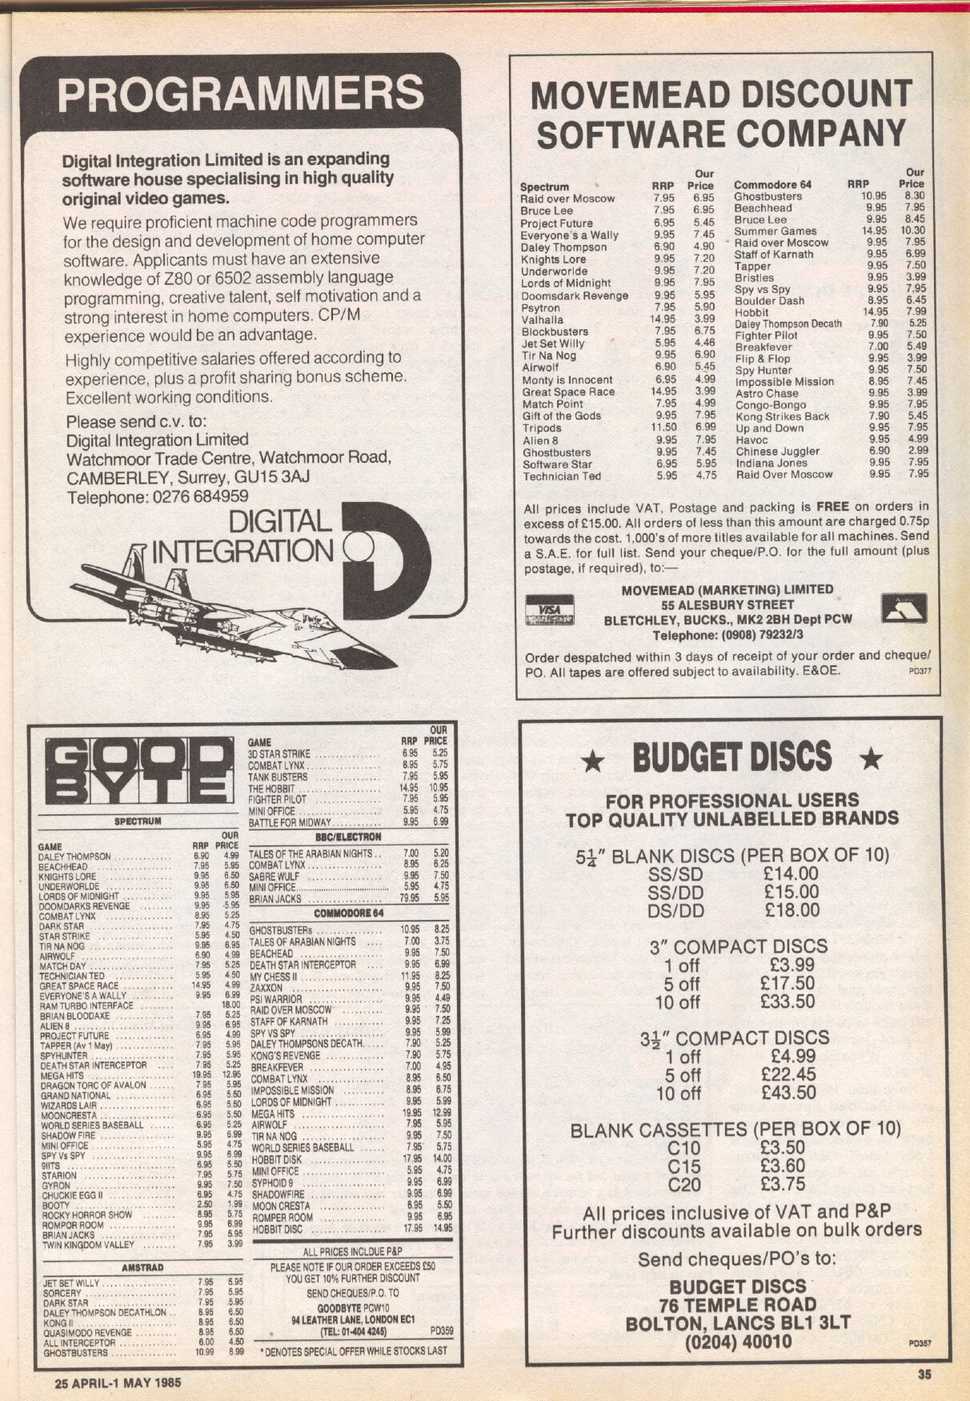 PROGRAMMERS
Digital Integration Limited is an expanding
software house specialising in high quality
original video games.
We require proficient machine code programmers
for the design and development of home computer
software. Applicants must have an extensive
knowledge of Z80 or 6502 assembly language
programming, creative talent, self motivation and a
strong interest in home computers. CP/M
experience would be an advantage.
Highly competitive salaries offered according to
experience, plus a profit sharing bonus scheme.
Excellent working conditions.
Please send c.v. to:
Digital Integration Limited
Watchmoor Trade Centre, Watchmoor Road,
CAMBERLEY, Surrey, GU15 3AJ
Telephone: 0276 684959
DIGITAL
INTEGRATION
MOVEMEAD DISCOUNT
SOFTWARE COMPANY
Spectrum RRP Our Price
Raid over Moscow 7.95 6.95
Bruce Lee 7.95 6.95
Project Future 6.95 5.45
Everyone's a Wally 9.95 7.45
Daley Thompson 6.90 4.90
Knights Lore 9.95 7.20
Underworlde 9.95 7.20
Lords of Midnight 9.95 7.95
Doomsdark Revenge 9.95 5.95
Psytron 7.95 5.90
Valhalla 14.95 3.99
Blockbusters 7.95 6.75
Jet Set Willy 5.95 4.46
Tir Na Nog 9.95 6.90
Airwolf 6.90 5.45
Monty is Innocent 6.95 4.99
Great Space Race 14.95 3.99
Match Point 7.95 4.99
Gift of the Gods 9.95 7.95
Tripods 11.50 6.99
Alien 8 9.95 7.95
Ghostbusters 9.95 7.45
Software Star 6.95 5.95
Technician Ted 5.95 4.75
Commodore 64 RRP Our Price
Ghostbusters 10.95 8.30
Beachhead 9.95 7.95
Bruce Lee 9.95 8.45
Summer Games 14.95 10.30
Raid over Moscow 9.95 7.95
Staff of Karnath 9.95 6.99
Tapper 9.95 7.50
Bristles 9.95 3.99
Spy vs Spy 9.95 7.95
Boulder Dash 8.95 6.45
Hobbit 14.95 7.99
Daley Thompson Decath 7.90 5.25
Fighter Pilot 9.95 7.50
Breakfever 7.00 5.49
Flip & Flop 9.95 3.99
Spy Hunter 9.95 7.50
Impossible Mission 8.95 7.45
Astro Chase 9.95 3.99
Congo-Bongo 9.95 7.95
Kong Strikes Back 7.90 5.45
Up and Down 9.95 7.95
Havoc 9.95 4.99
Chinese Juggler 6.90 2.99
Indiana Jones 9.95 7.95
Raid Over Moscow 9.95 7.95
All prices include VAT, Postage and packing is FREE on orders in
excess of £15.00. All orders of less than this amount are charged 0.75p
towards the cost. 1,000's of more titles available for all machines. Send
a S.A.E. for full list. Send your cheque/P.O. for the full amount (plus
postage, if required), to:—
MOVEMEAD (MARKETING) LIMITED
55 ALESBURY STREET
BLETCHLEY, BUCKS., MK2 2BH Dept PCW
Telephone: (0908) 79232/3
VISA
Order despatched within 3 days of receipt of your order and cheque/
PO. All tapes are offered subject to availability. E&OE. PD377
GOOD
BYTE
SPECTRUM
GAME RRP OUR PRICE
DALEY THOMPSON 6.90 4.99
BEACHHEAD 7.95 5.95
KNIGHTS LORE 9.95 6.50
UNDERWORLDE 9.95 6.50
LORDS OF MIDNIGHT 9.95 5.95
DOOMDARKS REVENGE 9.95 5.95
COMBAT LYNX 8.95 5.25
DARK STAR 7.95 4.75
STAR STRIKE 5.95 4.50
TIR NA NOG 9.95 6.95
AIRWOLF 6.90 4.99
MATCH DAY 7.95 5.25
TECHNICIAN TED 5.95 4.50
GREAT SPACE RACE 14.95 4.99
EVERYONE'S A WALLY 9.95 6.99
RAM TURBO INTERFACE 18.00
BRIAN BLOODAXE 7.95 5.25
ALIEN 8 9.95 6.95
PROJECT FUTURE 6.95 4.99
TAPPER (Av 1 May) 7.95 5.95
SPYHUNTER 7.95 5.95
DEATH STAR INTERCEPTOR 7.95 5.25
MEGA HITS 19.95 12.95
DRAGON TORC OF AVALON 7.95 5.95
GRAND NATIONAL 6.95 5.50
WIZARDS LAIR 6.95 5.50
MOONCRESTA 6.95 5.50
WORLD SERIES BASEBALL 6.95 5.25
SHADOW FIRE 9.95 6.99
MINI OFFICE 5.95 4.75
SPY Vs SPY 9.95 6.99
911TS 6.95 5.50
STARION 7.95 5.75
GYRON 9.95 7.50
CHUCKIE EGG II 6.95 4.75
BOOTY 2.50 1.99
ROCKY HORROR SHOW 8.95 5.75
ROMPOR ROOM 9.95 6.99
BRIAN JACKS 7.95 5.95
TWIN KINGDOM VALLEY 7.95 3.99
AMSTRAD
JET SET WILLY 7.95 5.95
SORCERY 7.95 5.95
DARK STAR 7.95 5.95
DALEY THOMPSON DECATHLON 8.95 6.50
KONG II 8.95 6.50
QUASIMODO REVENGE 8.95 6.50
ALL INTERCEPTOR 6.00 4.50
GHOSTBUSTERS 10.99 8.99
GAME RRP OUR PRICE
3D STAR STRIKE 6.95 5.25
COMBAT LYNX 8.95 5.75
TANK BUSTERS 7.95 5.95
THE HOBBIT 14.95 10.95
FIGHTER PILOT 7.95 5.95
MINI OFFICE 5.95 4.75
BATTLE FOR MIDWAY 9.95 6.99
BBC/ELECTRON
TALES OF THE ARABIAN NIGHTS 7.00 5.20
COMBAT LYNX 8.95 6.25
SABRE WULF 9.95 7.50
MINI OFFICE 5.95 4.75
BRIAN JACKS 79.95 5.95
COMMODORE 64
GHOSTBUSTERs 10.95 8.25
TALES OF ARABIAN NIGHTS 7.00 3.75
BEACHEAD 9.95 7.50
DEATH STAR INTERCEPTOR 9.95 6.99
MY CHESS II 11.95 8.25
ZAXXON 9.95 7.50
PSI WARRIOR 9.95 4.49
RAID OVER MOSCOW 9.95 7.50
STAFF OF KARNATH 9.95 7.25
SPY VS SPY 9.95 5.99
DALEY THOMPSONS DECATH 7.90 5.25
KONG'S REVENGE 7.90 5.75
BREAKFEVER 7.00 4.95
COMBAT LYNX 8.95 6.50
IMPOSSIBLE MISSION 8.95 6.75
LORDS OF MIDNIGHT 9.95 5.99
MEGA HITS 19.95 12.99
AIRWOLF 7.95 5.95
TIR NA NOG 9.95 7.50
WORLD SERIES BASEBALL 7.95 5.75
HOBBIT DISK 17.95 14.00
MINI OFFICE 5.95 4.75
SYPHOID 9 9.95 6.99
SHADOWFIRE 9.95 6.99
MOON CRESTA 8.95 5.50
ROMPER ROOM 9.95 6.95
HOBBIT DISC 17.95 14.95
ALL PRICES INCLDUE P&P
PLEASE NOTE IF OUR ORDER EXCEEDS £50
YOU GET 10% FURTHER DISCOUNT
SEND CHEQUES/P.O. TO
GOODBYTE PCW10
94 LEATHER LANE, LONDON EC1
(TEL: 01-404 4245) PD359
* DENOTES SPECIAL OFFER WHILE STOCKS LAST
★ BUDGET DISCS ★
FOR PROFESSIONAL USERS
TOP QUALITY UNLABELLED BRANDS
5¼" BLANK DISCS (PER BOX OF 10)
SS/SD £14.00
SS/DD £15.00
DS/DD £18.00
3" COMPACT DISCS
1 off £3.99
5 off £17.50
10 off £33.50
3½" COMPACT DISCS
1 off £4.99
5 off £22.45
10 off £43.50
BLANK CASSETTES (PER BOX OF 10)
C10 £3.50
C15 £3.60
C20 £3.75
All prices inclusive of VAT and P&P
Further discounts available on bulk orders
Send cheques/PO's to:
BUDGET DISCS
76 TEMPLE ROAD
BOLTON, LANCS BL1 3LT
(0204) 40010 PD357
25 APRIL-1 MAY 1985
35